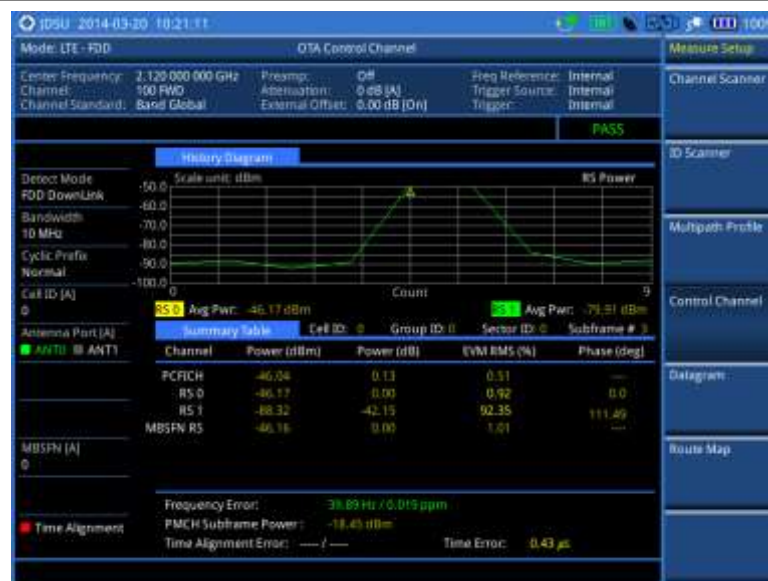 JDSU 2014-03-20 10:21:11 100%
Mode: LTE - FDD OTA Control Channel Measure Setup
Center Frequency: 2.120 000 000 GHz Preamp: Off Freq Reference: Internal
Channel: 100 FWD Attenuation: 0 dB [A] Trigger Source: Internal
Channel Standard: Band Global External Offset: 0.00 dB [On] Trigger: Internal
PASS
Channel Scanner
ID Scanner
Multipath Profile
Control Channel
Datagram
Route Map
Detect Mode
FDD DownLink
Bandwidth
10 MHz
Cyclic Prefix
Normal
Cell ID [A]
0
Antenna Port [A]
ANT0 ANT1
MBSFN [A]
0
Time Alignment
History Diagram
Scale unit: dBm RS Power
-50.0
-60.0
-70.0
-80.0
-90.0
-100.0
0 Count 9
RS 0 Avg Pwr: -46.17 dBm RS 1 Avg Pwr: -79.91 dBm
Summary Table Cell ID: 0 Group ID: 0 Sector ID: 0 Subframe # 3
Channel Power (dBm) Power (dB) EVM RMS (%) Phase (deg)
PCFICH -46.04 0.13 0.51 ----
RS 0 -46.17 0.00 0.92 0.0
RS 1 -88.32 -42.15 92.35 111.49
MBSFN RS -46.16 0.00 1.01 ----
Frequency Error: 39.89 Hz / 0.019 ppm
PMCH Subframe Power: -18.45 dBm
Time Alignment Error: ---- / ---- Time Error: 0.43 µs